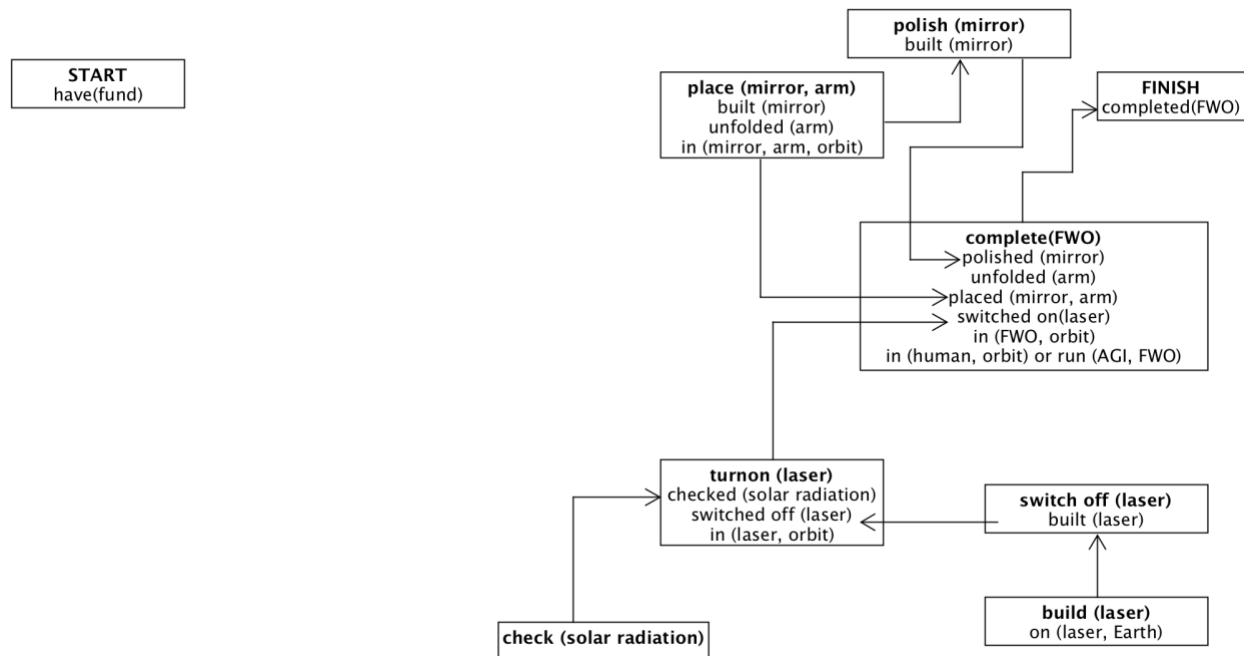 START
have(fund)
polish (mirror)
built (mirror)
place (mirror, arm)
built (mirror)
unfolded (arm)
in (mirror, arm, orbit)
FINISH
completed(FWO)
complete(FWO)
polished (mirror)
unfolded (arm)
placed (mirror, arm)
switched on(laser)
in (FWO, orbit)
in (human, orbit) or run (AGI, FWO)
turnon (laser)
checked (solar radiation)
switched off (laser)
in (laser, orbit)
switch off (laser)
built (laser)
build (laser)
on (laser, Earth)
check (solar radiation)